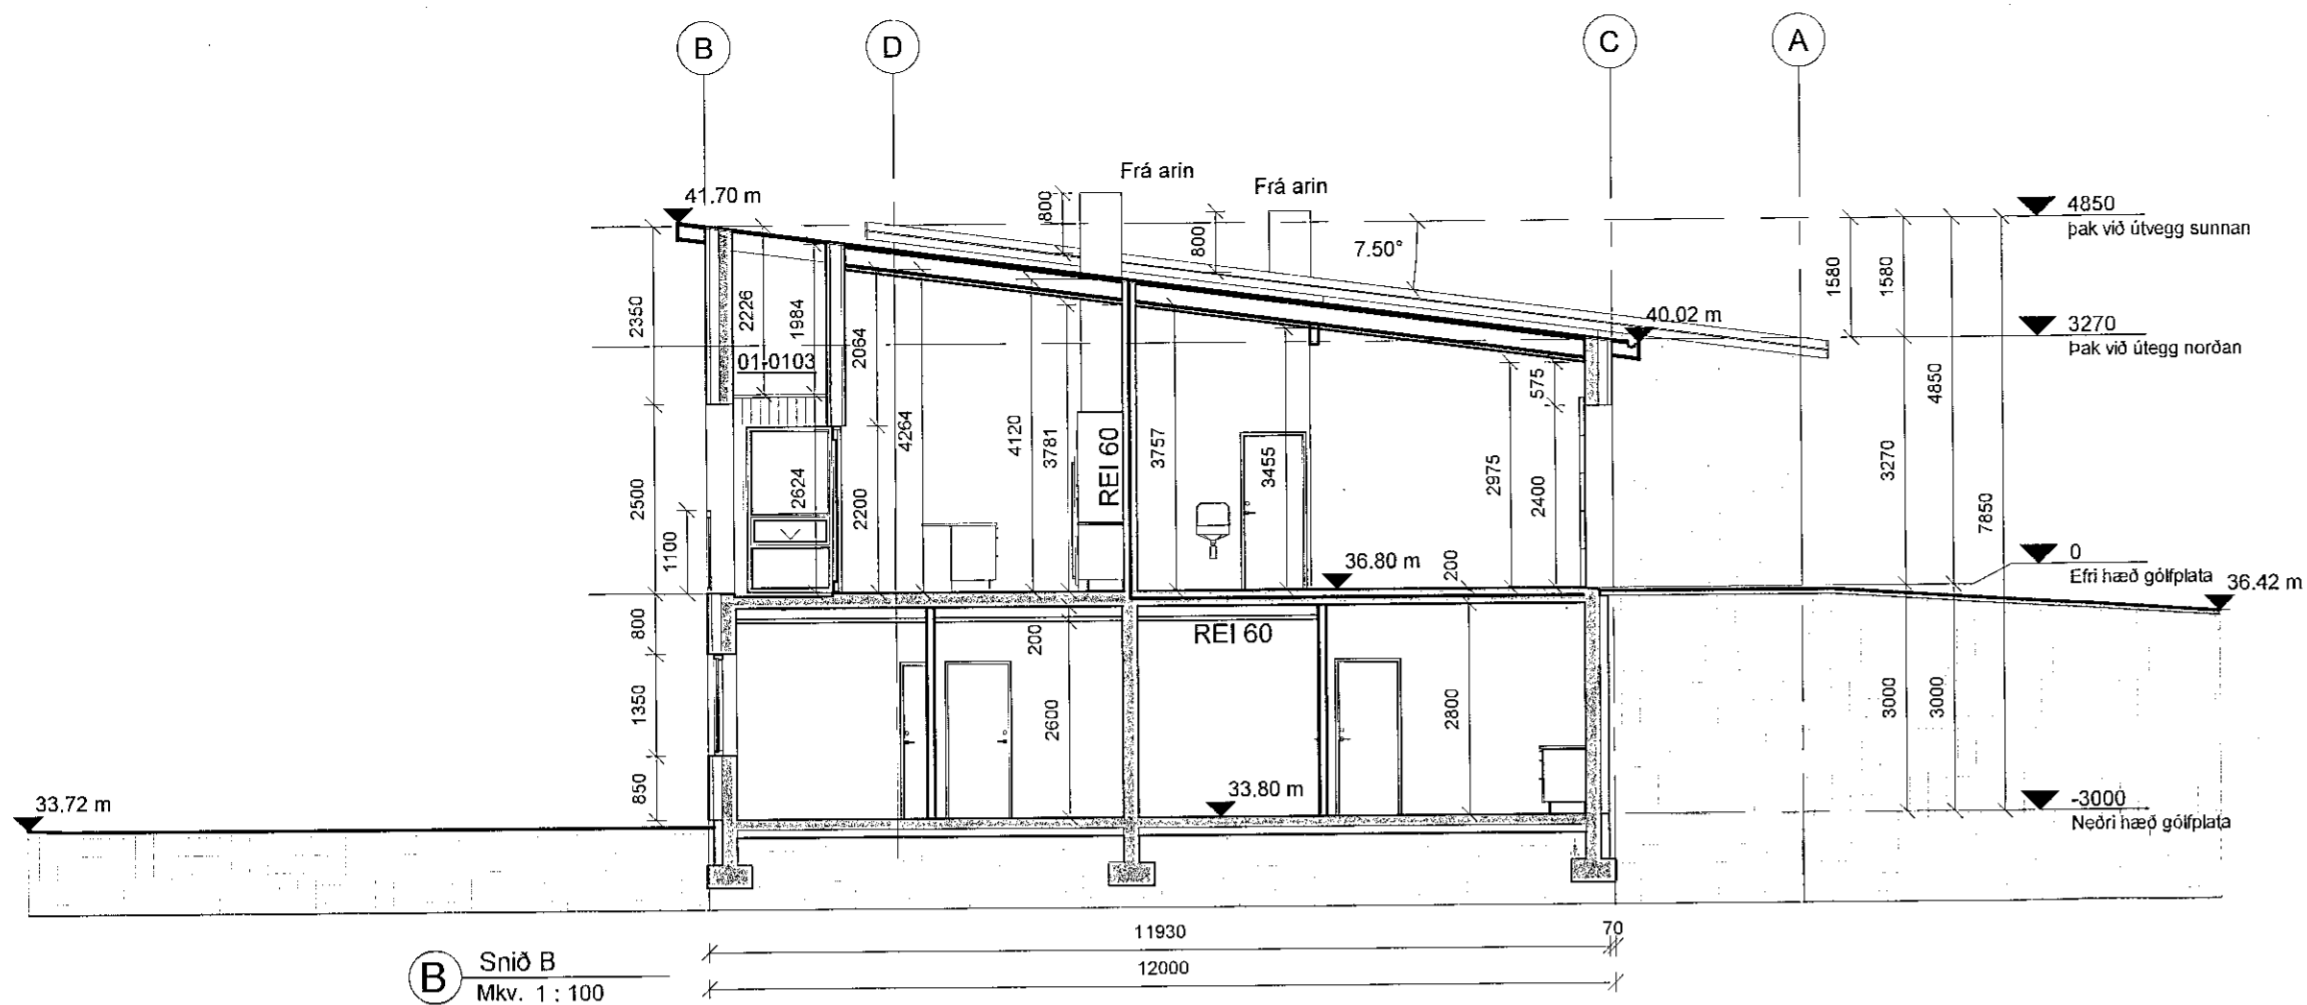 B
D
C
A
Frá arin
Frá arin
41.70 m
800
800
7.50°
4850
þak við útvegg sunnan
2350
2226
1984
2064
1580
1580
40.02 m
3270
Þak við útegg norðan
01-0103
575
4850
4264
4120
3781
REI 60
3757
3455
2975
2400
3270
2500
2624
2200
7850
1100
36.80 m
200
0
Efri hæð gólfplata
36.42 m
800
200
REI 60
1350
2600
2800
3000
3000
850
33.80 m
-3000
Neðri hæð gólfplata
33.72 m
11930
70
12000
B
Snið B
Mkv. 1 : 100